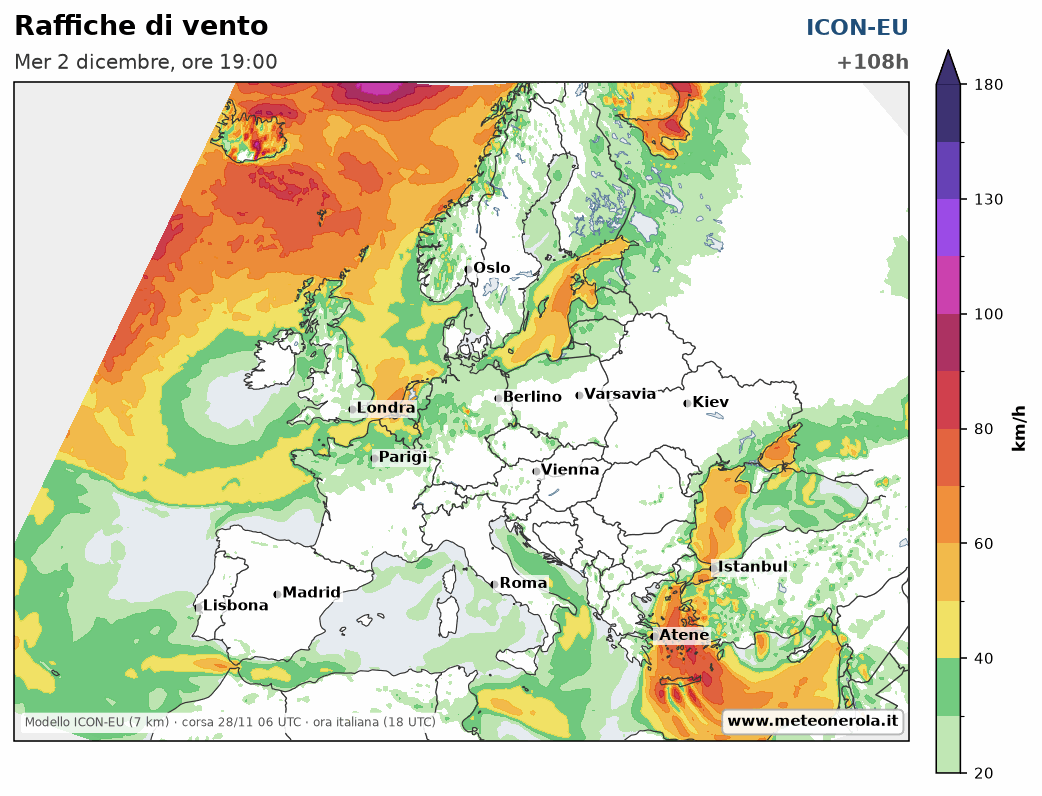 Raffiche di vento
ICON-EU
Mer 2 dicembre, ore 19:00
+108h
180
130
100
80
60
40
20
km/h
Oslo
Londra
Berlino
Varsavia
Kiev
Parigi
Vienna
Istanbul
Roma
Madrid
Lisbona
Atene
Modello ICON-EU (7 km) · corsa 28/11 06 UTC · ora italiana (18 UTC)
www.meteonerola.it